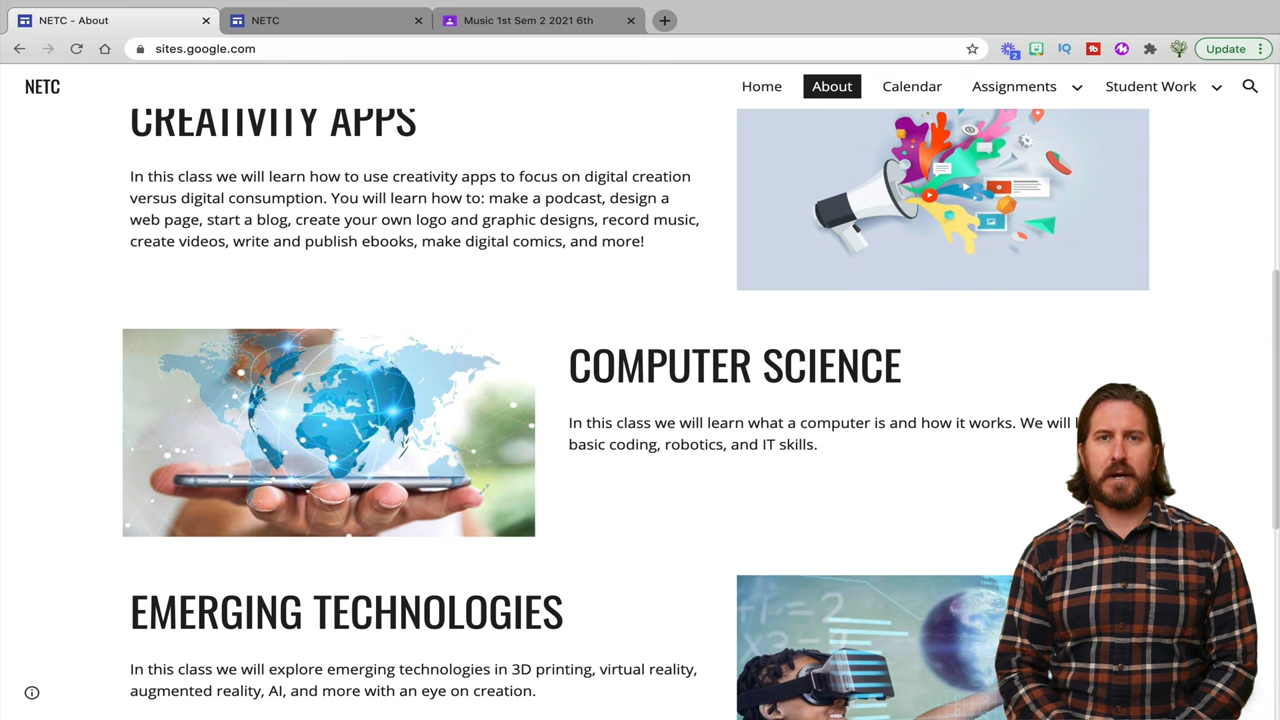 NETC - About
NETC
Music 1st Sem 2 2021 6th
sites.google.com
2
Update
NETC
Home
About
Calendar
Assignments
Student Work
CREATIVITY APPS
In this class we will learn how to use creativity apps to focus on digital creation
versus digital consumption. You will learn how to: make a podcast, design a
web page, start a blog, create your own logo and graphic designs, record music,
create videos, write and publish ebooks, make digital comics, and more!
COMPUTER SCIENCE
In this class we will learn what a computer is and how it works. We will
basic coding, robotics, and IT skills.
EMERGING TECHNOLOGIES
In this class we will explore emerging technologies in 3D printing, virtual reality,
augmented reality, AI, and more with an eye on creation.